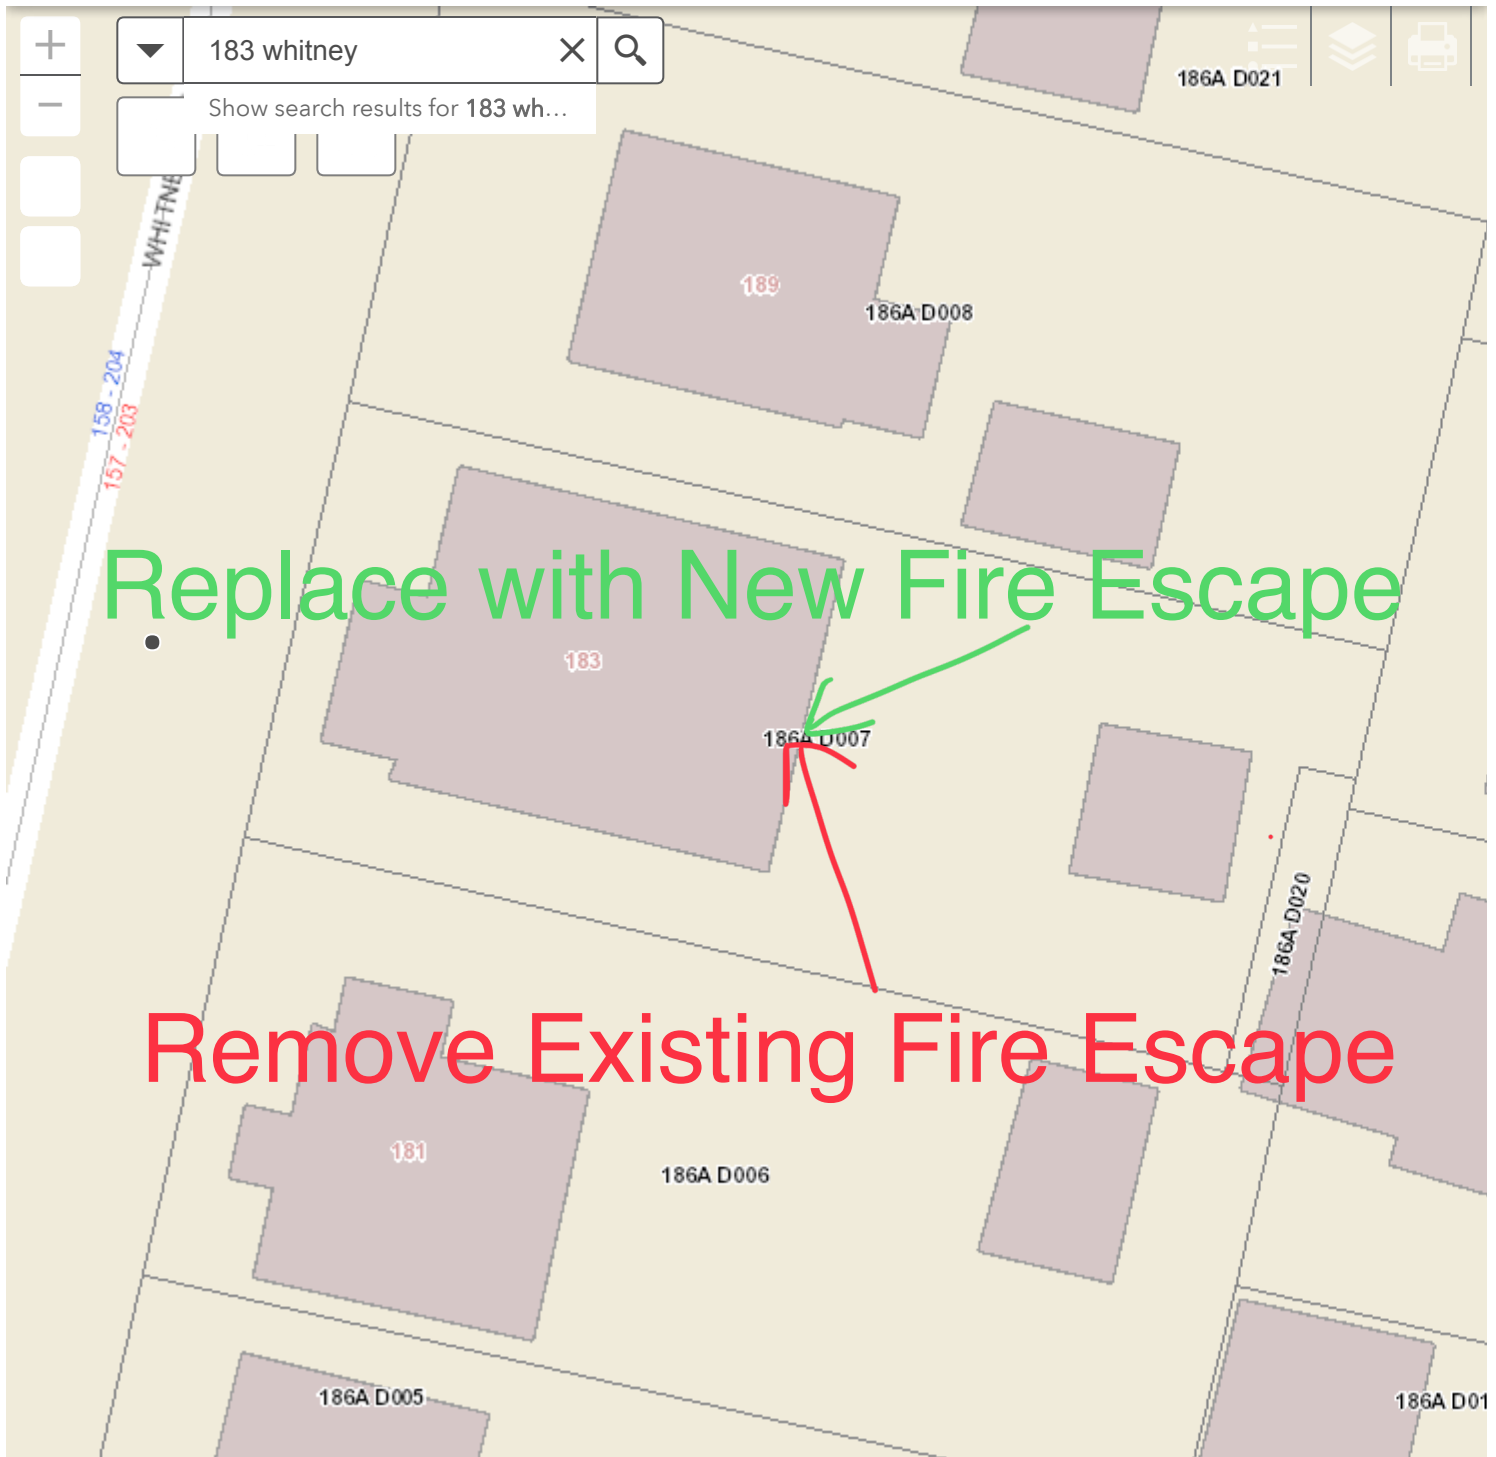 183 whitney
Show search results for 183 wh...
186A D021
WHITNE
189
186A D008
158 - 204
157 - 203
Replace with New Fire Escape
183
186A D007
186A D020
Remove Existing Fire Escape
181
186A D006
186A D005
186A D01